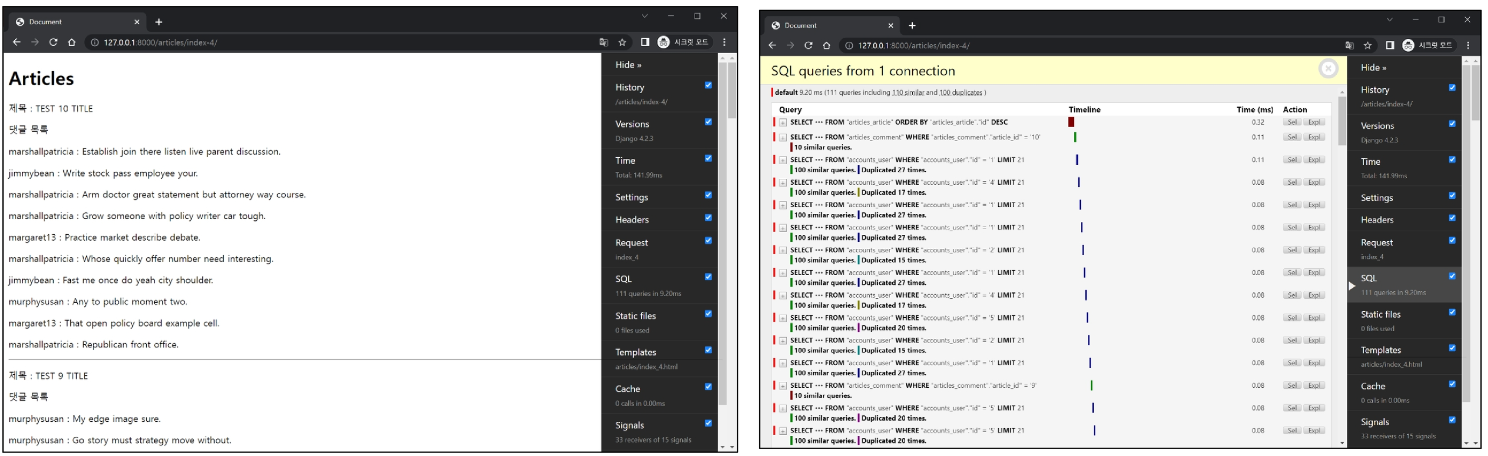 Document
127.0.0.1:8000/articles/index-4/
시크릿 모드
Articles
제목 : TEST 10 TITLE
댓글 목록
marshallpatricia : Establish join there listen live parent discussion.
jimmybean : Write stock pass employee your.
marshallpatricia : Arm doctor great statement but attorney way course.
marshallpatricia : Grow someone with policy writer car tough.
margaret13 : Practice market describe debate.
marshallpatricia : Whose quickly offer number need interesting.
jimmybean : Fast me once do yeah city shoulder.
murphysusan : Any to public moment two.
margaret13 : That open policy board example cell.
marshallpatricia : Republican front office.
제목 : TEST 9 TITLE
댓글 목록
murphysusan : My edge image sure.
murphysusan : Go story must strategy move without.
Hide »
History
/articles/index-4/
Versions
Django 4.2.3
Time
Total: 141.99ms
Settings
Headers
Request
index_4
SQL
111 queries in 9.20ms
Static files
0 files used
Templates
articles/index_4.html
Cache
0 calls in 0.00ms
Signals
33 receivers of 15 signals
Document
127.0.0.1:8000/articles/index-4/
시크릿 모드
SQL queries from 1 connection
default 9.20 ms (111 queries including 110 similar and 100 duplicates )
Query Timeline Time (ms) Action
SELECT ••• FROM "articles_article" ORDER BY "articles_article"."id" DESC 0.32 Sel Expl
SELECT ••• FROM "articles_comment" WHERE "articles_comment"."article_id" = '10' 0.11 Sel Expl
10 similar queries.
SELECT ••• FROM "accounts_user" WHERE "accounts_user"."id" = '1' LIMIT 21 0.11 Sel Expl
100 similar queries. Duplicated 27 times.
SELECT ••• FROM "accounts_user" WHERE "accounts_user"."id" = '4' LIMIT 21 0.08 Sel Expl
100 similar queries. Duplicated 17 times.
SELECT ••• FROM "accounts_user" WHERE "accounts_user"."id" = '1' LIMIT 21 0.08 Sel Expl
100 similar queries. Duplicated 27 times.
SELECT ••• FROM "accounts_user" WHERE "accounts_user"."id" = '1' LIMIT 21 0.08 Sel Expl
100 similar queries. Duplicated 27 times.
SELECT ••• FROM "accounts_user" WHERE "accounts_user"."id" = '2' LIMIT 21 0.08 Sel Expl
100 similar queries. Duplicated 15 times.
SELECT ••• FROM "accounts_user" WHERE "accounts_user"."id" = '1' LIMIT 21 0.08 Sel Expl
100 similar queries. Duplicated 27 times.
SELECT ••• FROM "accounts_user" WHERE "accounts_user"."id" = '4' LIMIT 21 0.08 Sel Expl
100 similar queries. Duplicated 17 times.
SELECT ••• FROM "accounts_user" WHERE "accounts_user"."id" = '5' LIMIT 21 0.08 Sel Expl
100 similar queries. Duplicated 20 times.
SELECT ••• FROM "accounts_user" WHERE "accounts_user"."id" = '2' LIMIT 21 0.08 Sel Expl
100 similar queries. Duplicated 15 times.
SELECT ••• FROM "accounts_user" WHERE "accounts_user"."id" = '1' LIMIT 21 0.08 Sel Expl
100 similar queries. Duplicated 27 times.
SELECT ••• FROM "articles_comment" WHERE "articles_comment"."article_id" = '9' 0.08 Sel Expl
10 similar queries.
SELECT ••• FROM "accounts_user" WHERE "accounts_user"."id" = '5' LIMIT 21 0.08 Sel Expl
100 similar queries. Duplicated 20 times.
SELECT ••• FROM "accounts_user" WHERE "accounts_user"."id" = '5' LIMIT 21 0.08 Sel Expl
100 similar queries. Duplicated 20 times.
Hide »
History
/articles/index-4/
Versions
Django 4.2.3
Time
Total: 141.99ms
Settings
Headers
Request
index_4
SQL
111 queries in 9.20ms
Static files
0 files used
Templates
articles/index_4.html
Cache
0 calls in 0.00ms
Signals
33 receivers of 15 signals